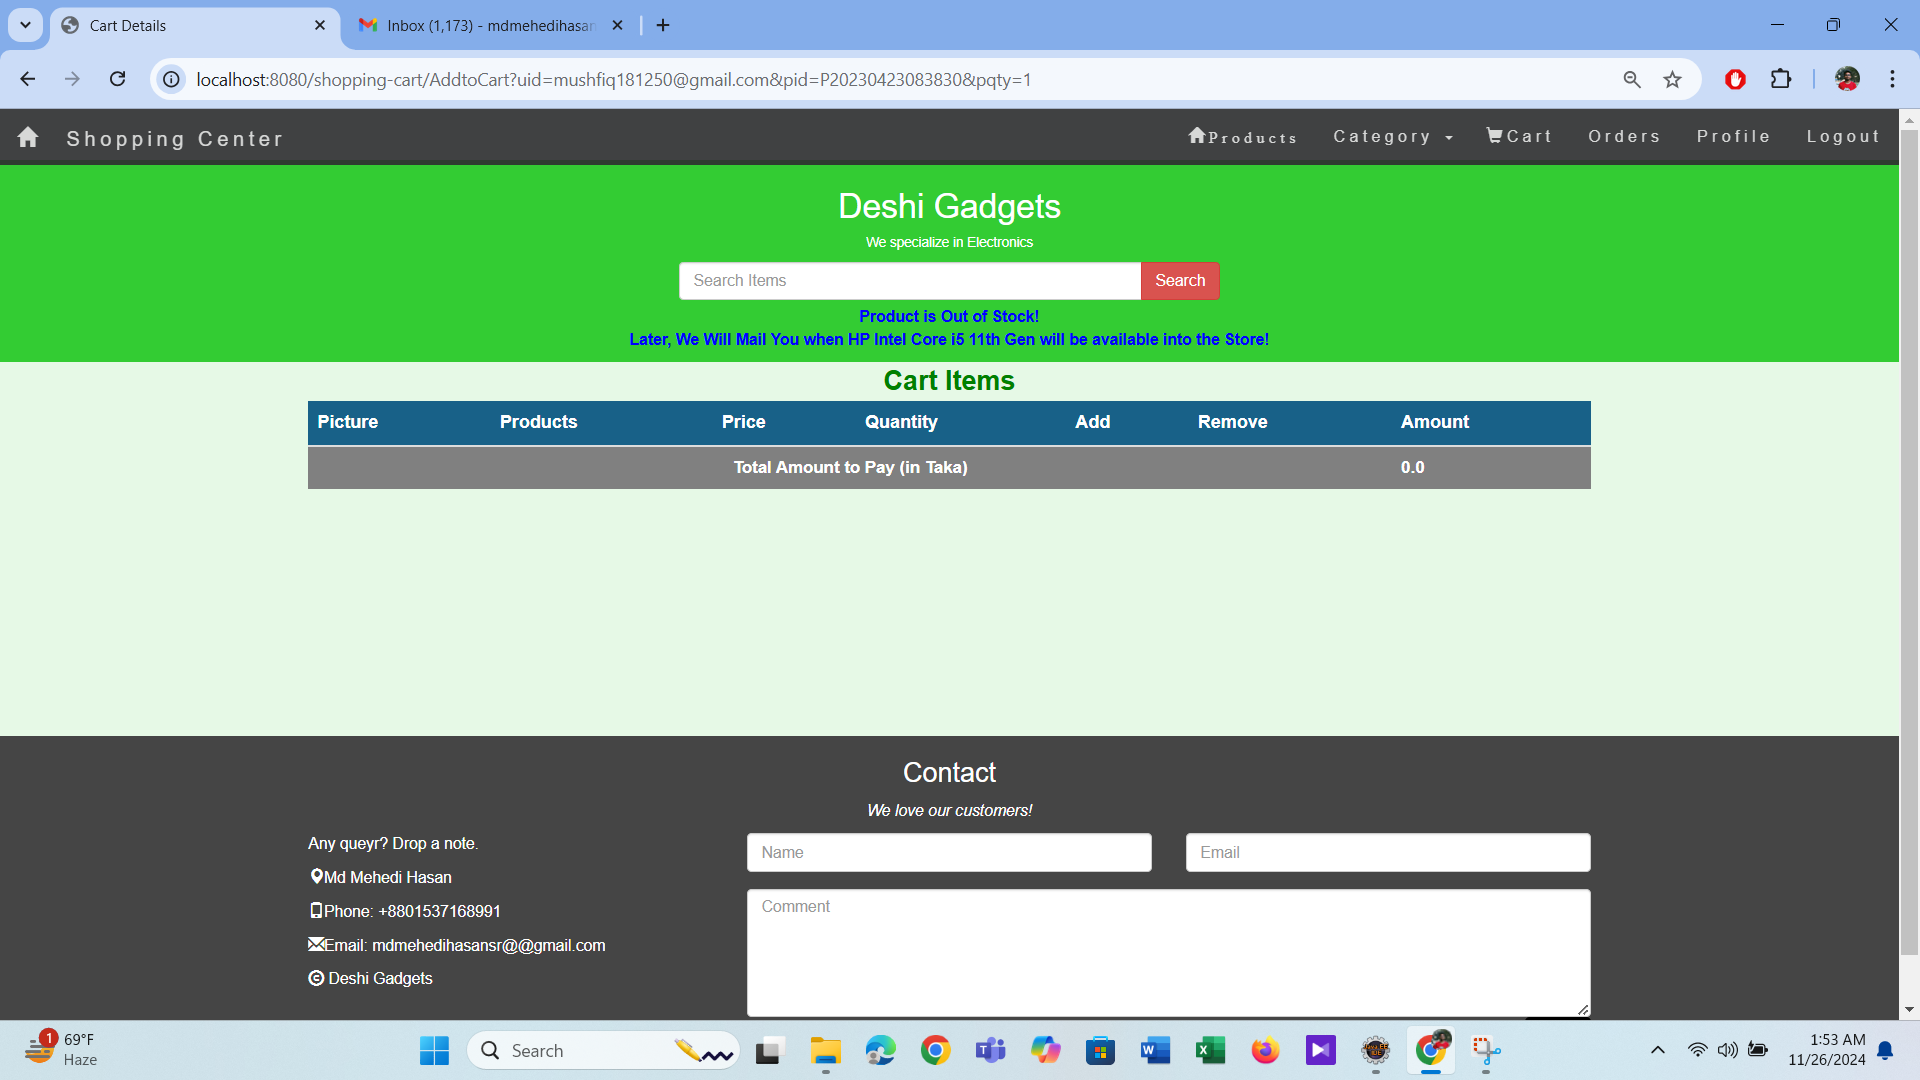 Cart Details
Inbox (1,173) - mdmehedihasan
localhost:8080/shopping-cart/AddtoCart?uid=mushfiq181250@gmail.com&pid=P20230423083830&pqty=1
Shopping Center
Products Category Cart Orders Profile Logout
Deshi Gadgets
We specialize in Electronics
Search Items Search
Product is Out of Stock!
Later, We Will Mail You when HP Intel Core i5 11th Gen will be available into the Store!
Cart Items
Picture Products Price Quantity Add Remove Amount
Total Amount to Pay (in Taka) 0.0
Contact
We love our customers!
Any queyr? Drop a note.
Md Mehedi Hasan
Phone: +8801537168991
Email: mdmehedihasansr@@gmail.com
© Deshi Gadgets
Name
Email
Comment
1
69°F
Haze
Search
1:53 AM
11/26/2024